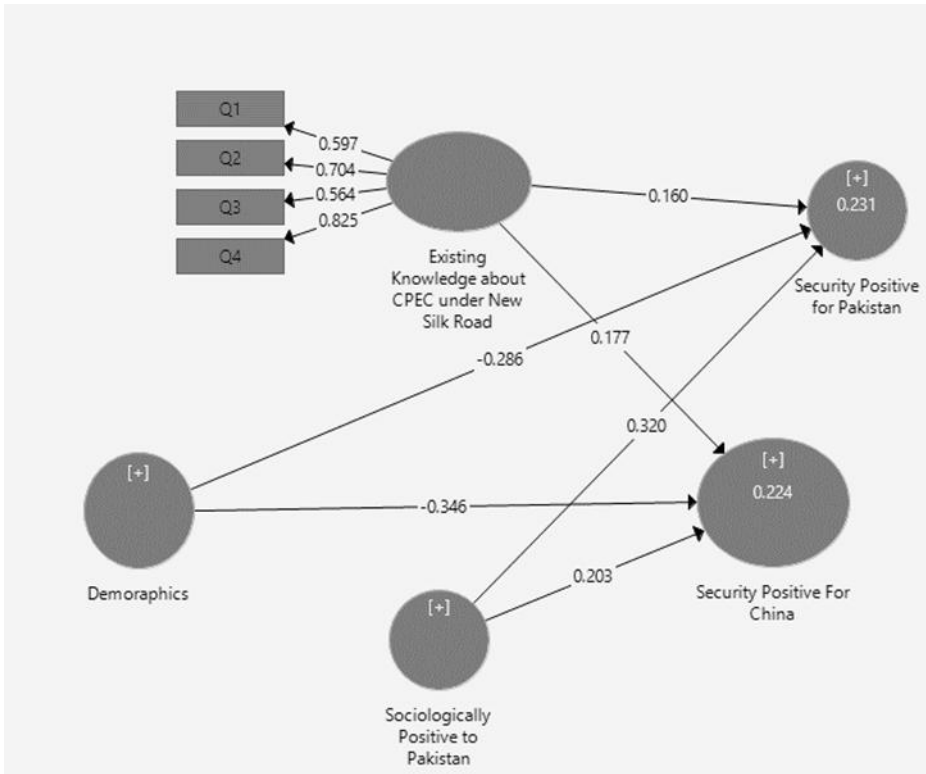 Q1
0.597
Q2
0.704
Q3
0.564
Q4
0.825
Existing
Knowledge about
CPEC under New
Silk Road
0.160
[+]
0.231
Security Positive
for Pakistan
0.177
-0.286
0.320
[+]
Demoraphics
-0.346
[+]
0.224
Security Positive For
China
0.203
[+]
Sociologically
Positive to
Pakistan